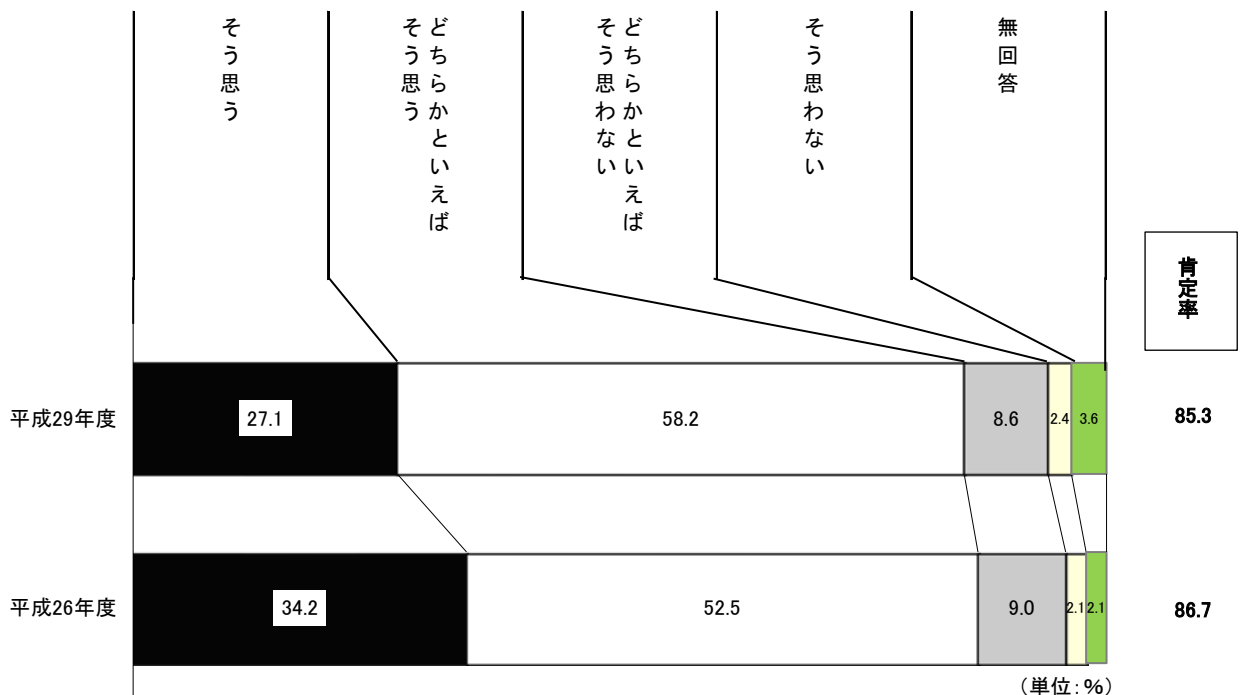 そう思う
どちらかといえば
そう思う
どちらかといえば
そう思わない
そう思わない
無回答
肯定率
平成29年度
27.1
58.2
8.6
2.4
3.6
85.3
平成26年度
34.2
52.5
9.0
2.1
2.1
86.7
（単位：%）